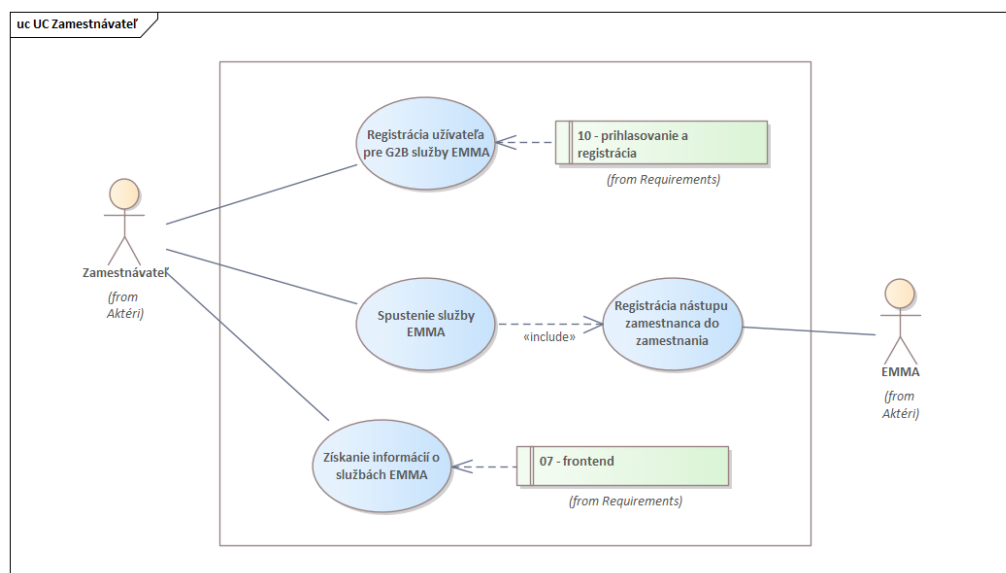 uc UC Zamestnávateľ
Registrácia užívateľa
pre G2B služby EMMA
10 - prihlasovanie a
registrácia
(from Requirements)
Zamestnávateľ
(from
Aktéri)
Spustenie služby
EMMA
«include»
Registrácia nástupu
zamestnanca do
zamestnania
EMMA
(from
Aktéri)
Získanie informácií o
službách EMMA
07 - frontend
(from Requirements)